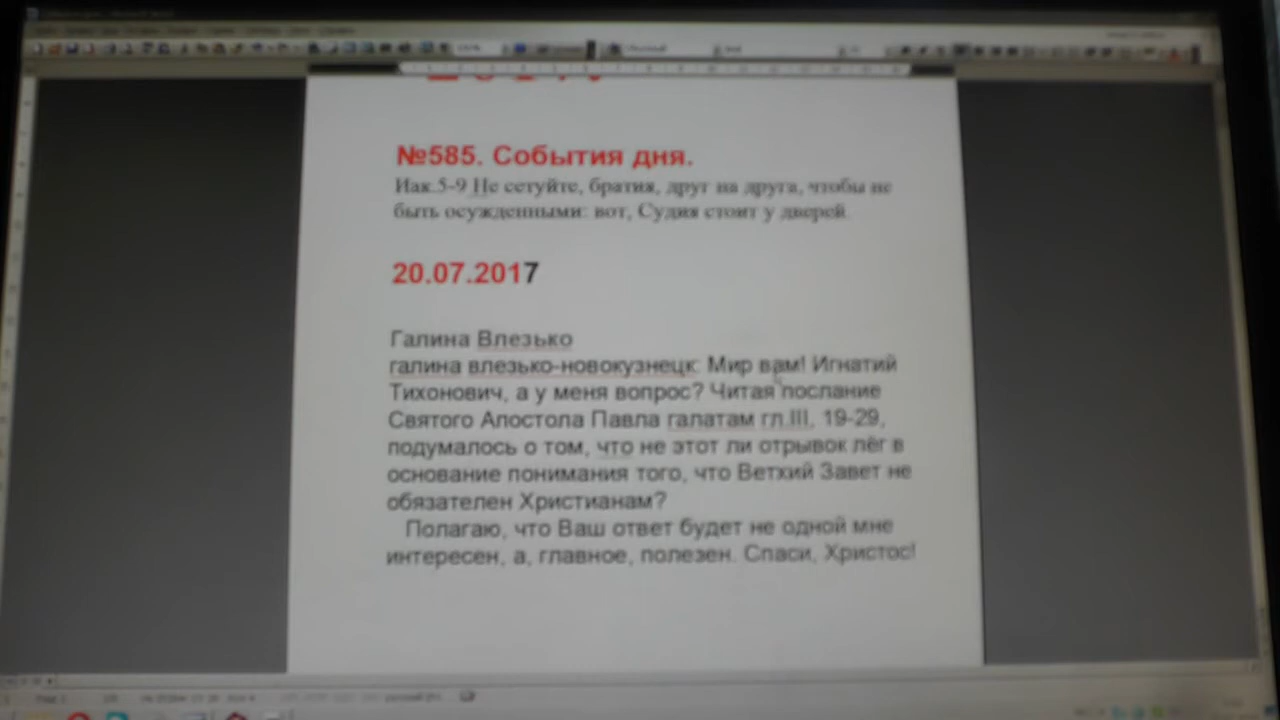 №585. События дня.
Иак.5-9 Не сетуйте, братия, друг на друга, чтобы не
быть осужденными: вот, Судия стоит у дверей.
20.07.2017
Галина Влезько
галина влезько-новокузнецк: Мир вам! Игнатий
Тихонович, а у меня вопрос? Читая послание
Святого Апостола Павла галатам гл.III, 19-29,
подумалось о том, что не этот ли отрывок лёг в
основание понимания того, что Ветхий Завет не
обязателен Христианам?
Полагаю, что Ваш ответ будет не одной мне
интересен, а, главное, полезен. Спаси, Христос!